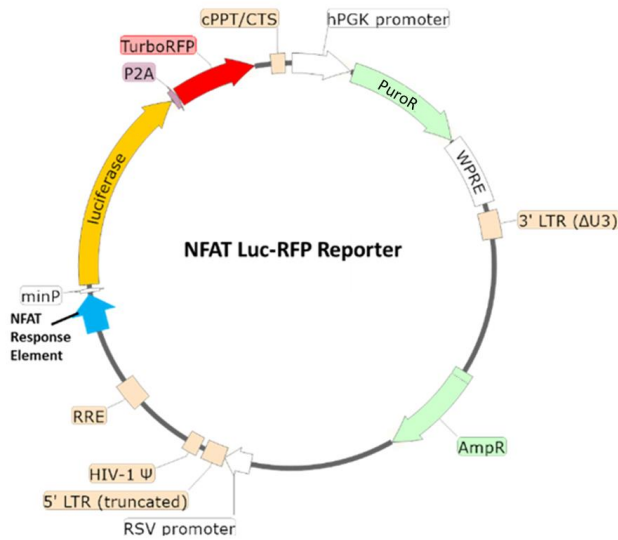 cPPT/CTS
hPGK promoter
TurboRFP
P2A
PuroR
luciferase
WPRE
3' LTR (ΔU3)
NFAT Luc-RFP Reporter
minP
NFAT
Response
Element
RRE
AmpR
HIV-1 Ψ
5' LTR (truncated)
RSV promoter